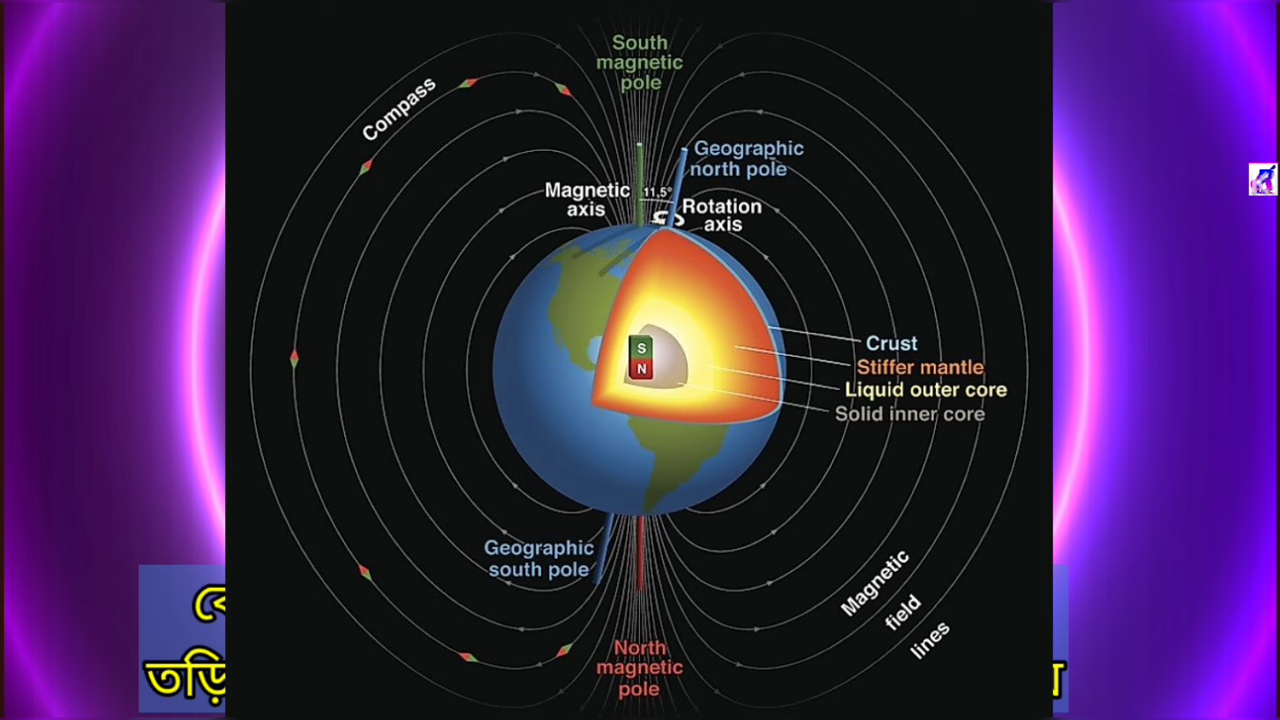 South
magnetic
pole
Compass
Geographic
north pole
Magnetic
axis
11,5°
Rotation
axis
Crust
Stiffer mantle
Liquid outer core
Solid inner core
S
N
Geographic
south pole
Magnetic
field
lines
North
magnetic
pole